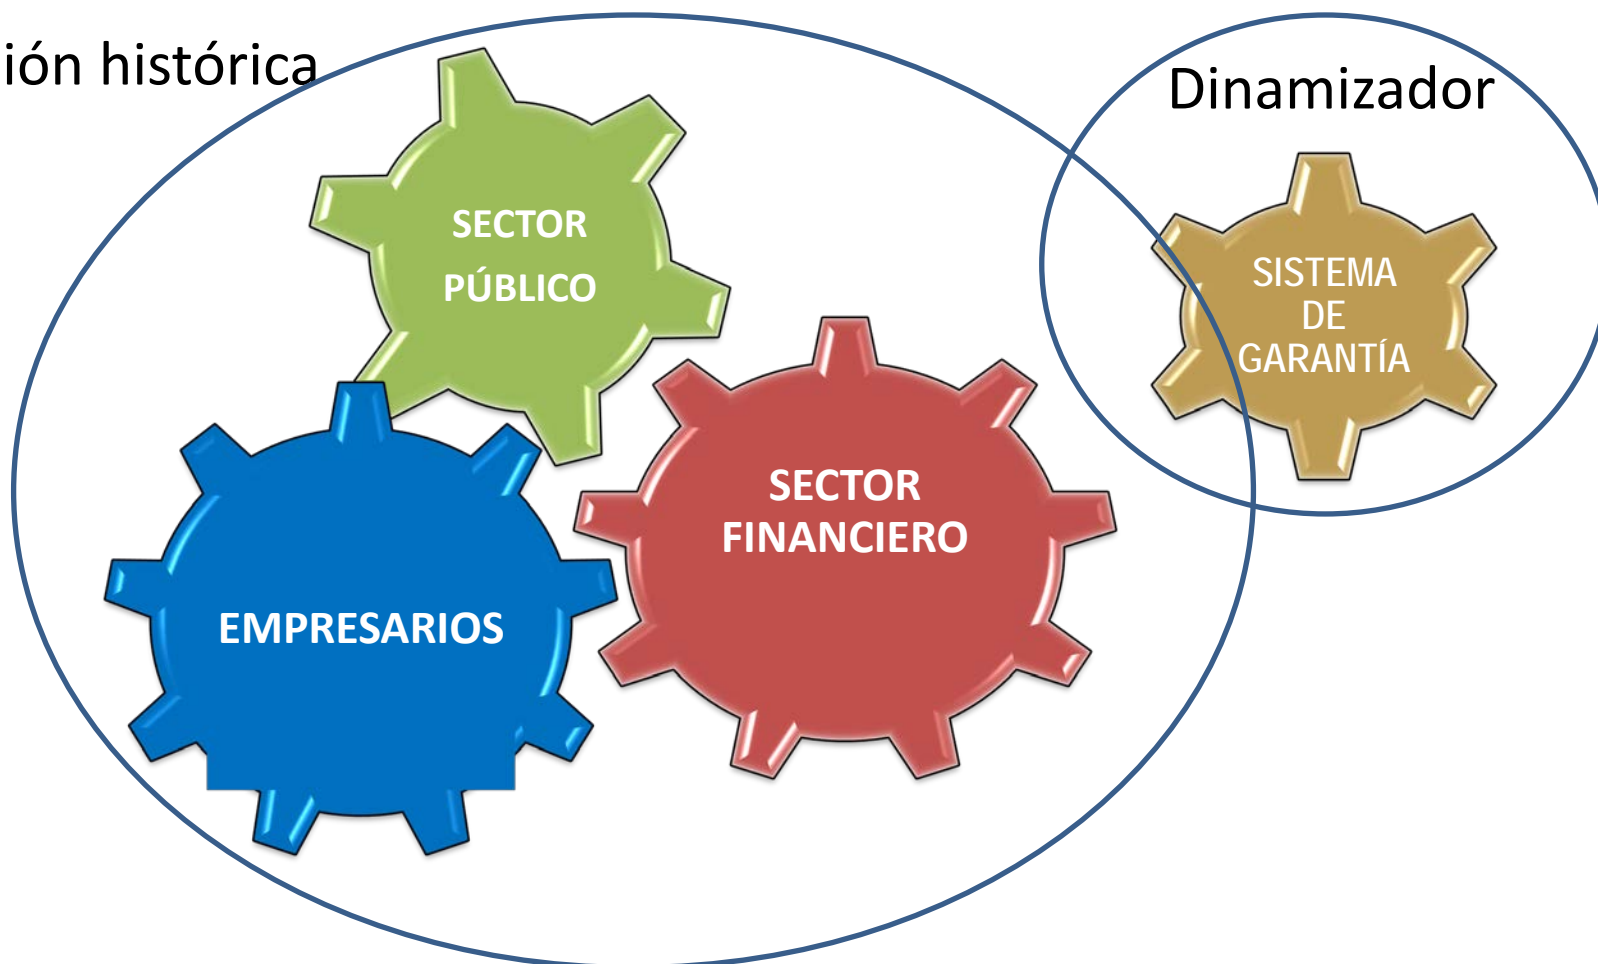 ión histórica
Dinamizador
SECTOR
PÚBLICO
SISTEMA
DE
GARANTÍA
SECTOR
FINANCIERO
EMPRESARIOS